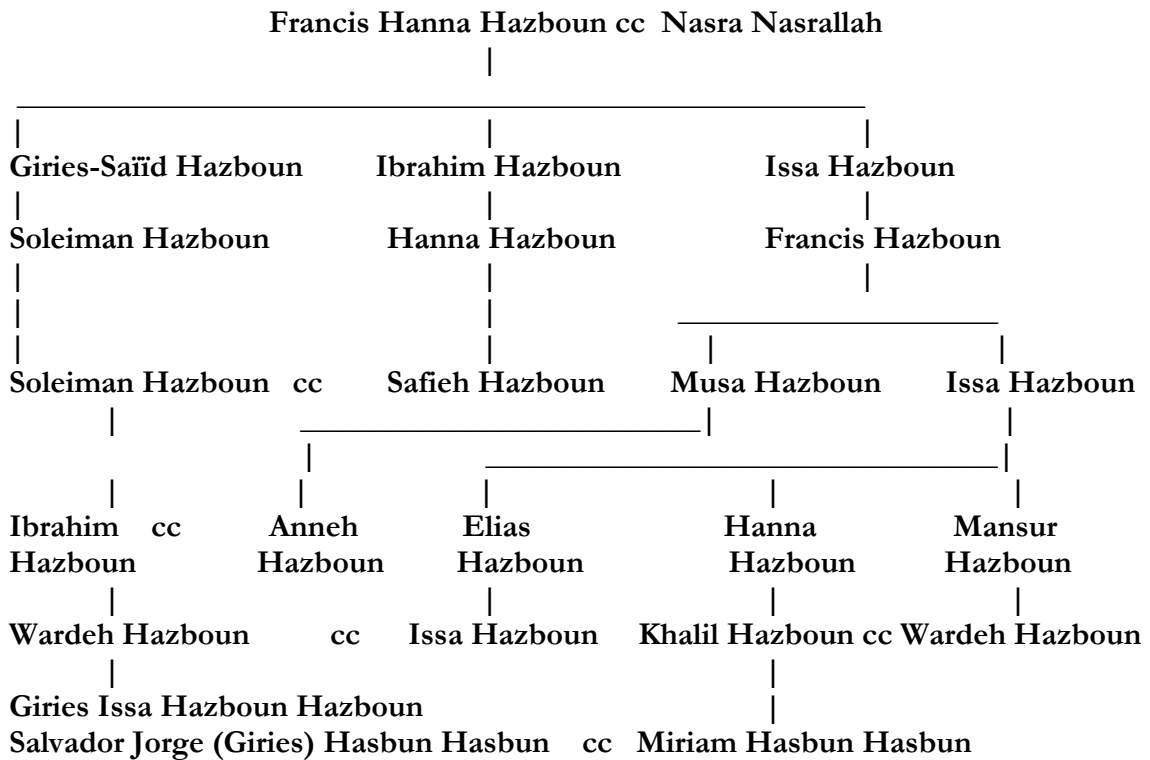 Francis Hanna Hazboun cc Nasra Nasrallah
Giries-Saïïd Hazboun Ibrahim Hazboun Issa Hazboun
Soleiman Hazboun Hanna Hazboun Francis Hazboun
Soleiman Hazboun cc Safieh Hazboun Musa Hazboun Issa Hazboun
Ibrahim cc Anneh Elias Hanna Mansur
Hazboun Hazboun Hazboun Hazboun Hazboun
Wardeh Hazboun cc Issa Hazboun Khalil Hazboun cc Wardeh Hazboun
Giries Issa Hazboun Hazboun
Salvador Jorge (Giries) Hasbun Hasbun cc Miriam Hasbun Hasbun